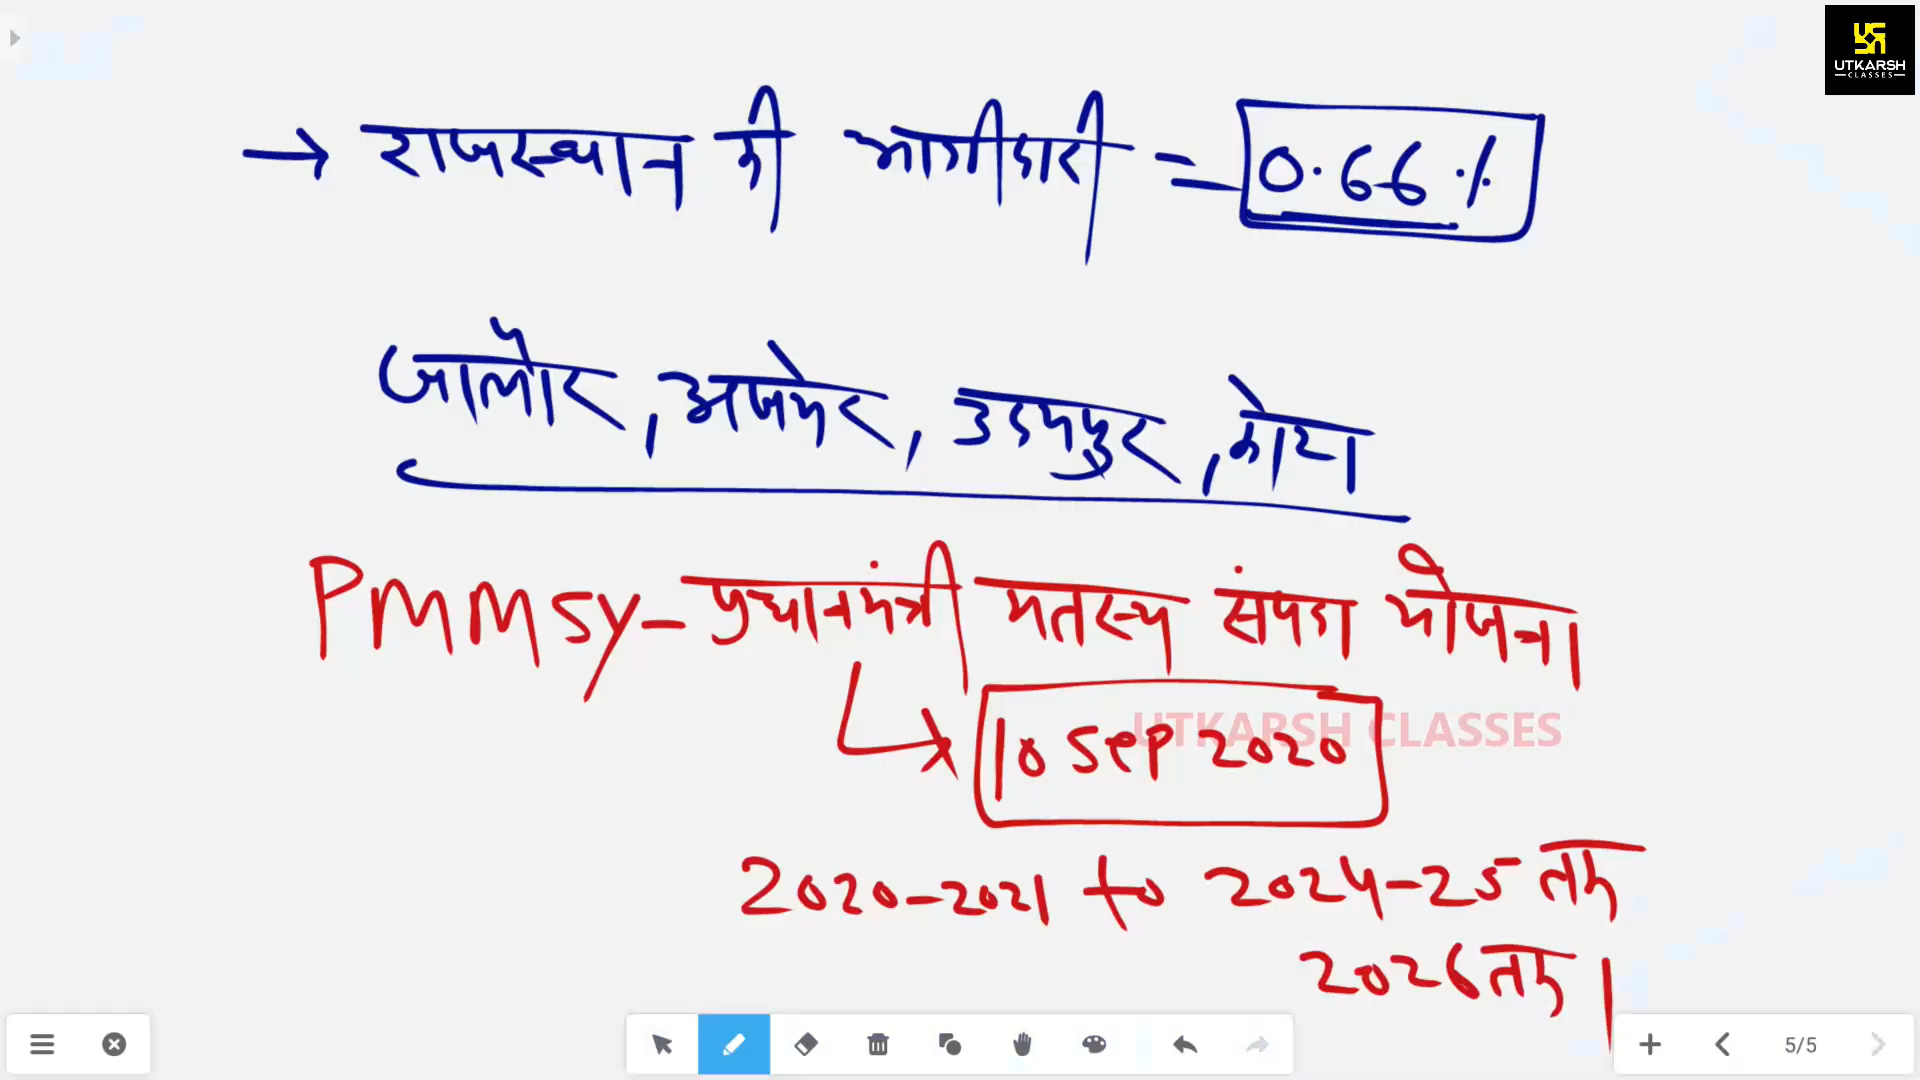 UTKARSH
CLASSES
→ राजस्थान की भागीदारी = 0.66%
जालौर, अजमेर, उदयपुर, कोटा
PMMSY - प्रधानमंत्री मतस्य संपदा योजना
10 Sep 2020
UTKARSH CLASSES
2020-2021 to 2024-25 तक
2026 तक |
5/5